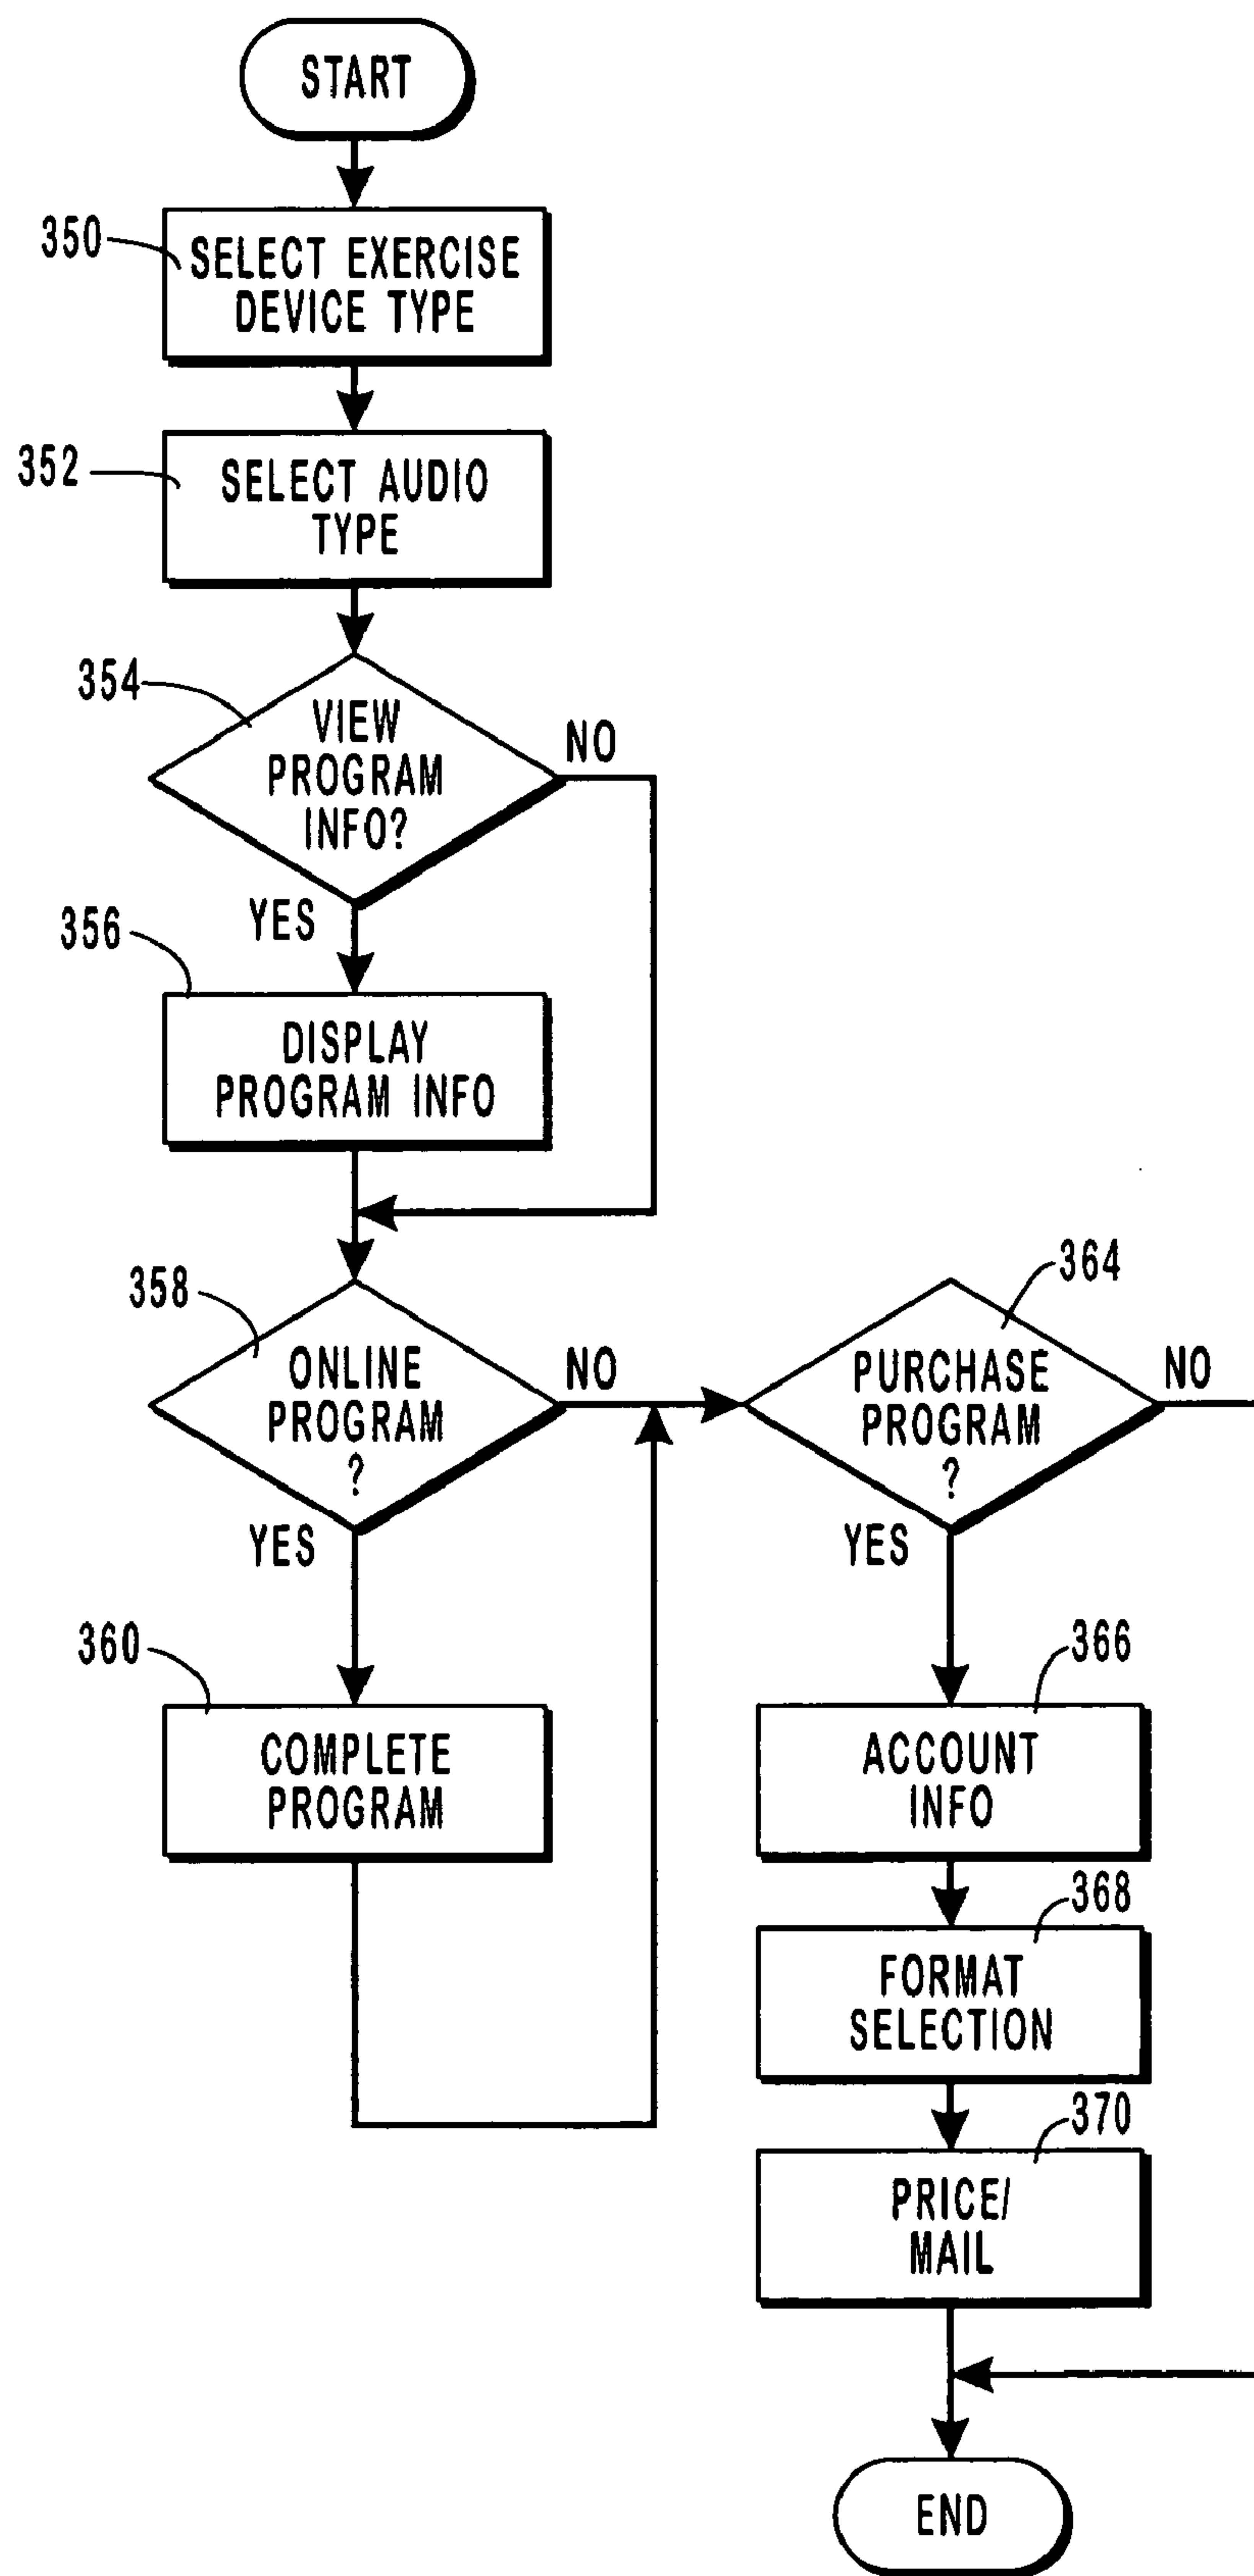 START
350
SELECT EXERCISE
DEVICE TYPE
352
SELECT AUDIO
TYPE
354
VIEW
PROGRAM
INFO?
NO
YES
356
DISPLAY
PROGRAM INFO
358
ONLINE
PROGRAM
?
NO
YES
360
COMPLETE
PROGRAM
364
PURCHASE
PROGRAM
?
NO
YES
366
ACCOUNT
INFO
368
FORMAT
SELECTION
370
PRICE/
MAIL
END